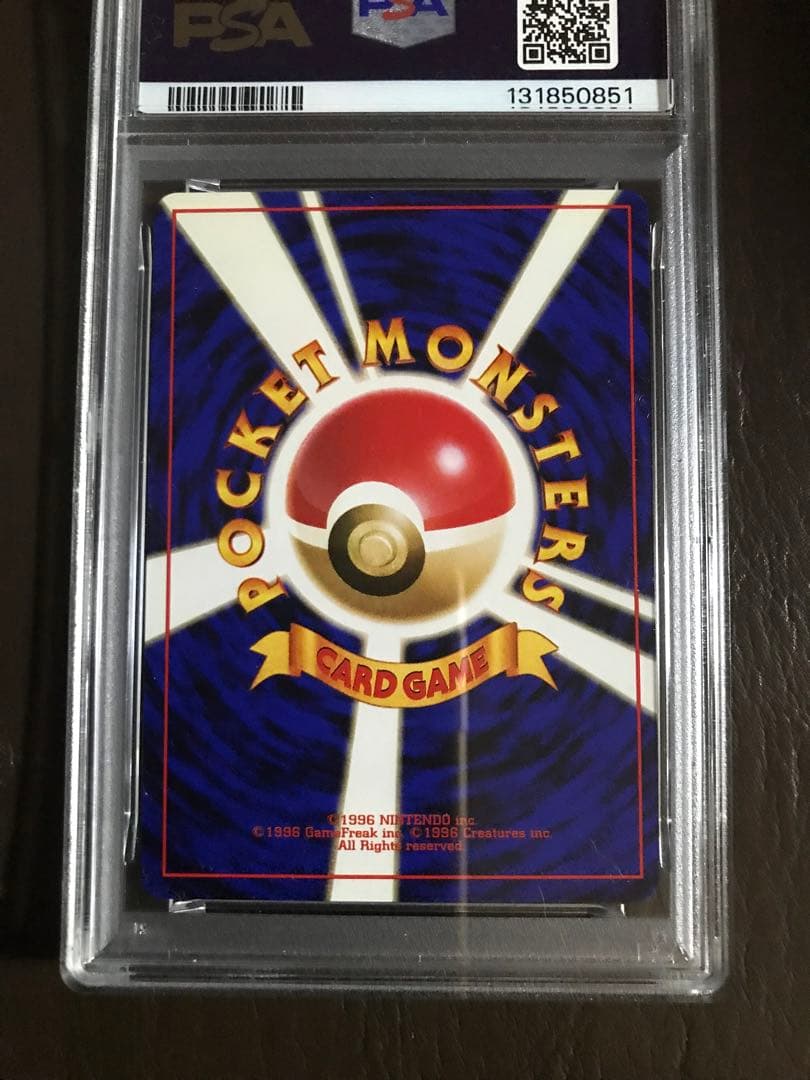 PSA
PSA
131850851
POCKET MONSTERS
CARD GAME
©1996 NINTENDO inc.
©1996 GameFreak inc. ©1996 Creatures inc.
All Rights reserved.